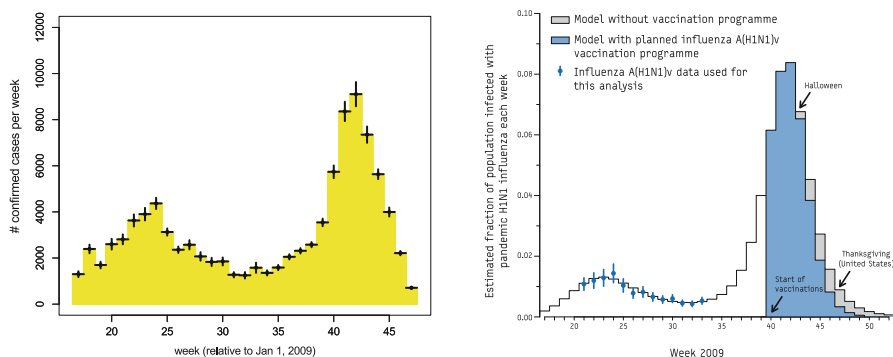 12000
10000
8000
6000
4000
2000
0
# confirmed cases per week
20 25 30 35 40 45
week (relative to Jan 1, 2009)
Estimated fraction of population infected with
pandemic H1N1 influenza each week
0.10
0.08
0.06
0.04
0.02
0.00
Model without vaccination programme
Model with planned influenza A(H1N1)v
vaccination programme
Influenza A(H1N1)v data used for
this analysis
Halloween
Thanksgiving
(United States)
Start of
vaccinations
21 25 30 35 40 45 50
Week 2009